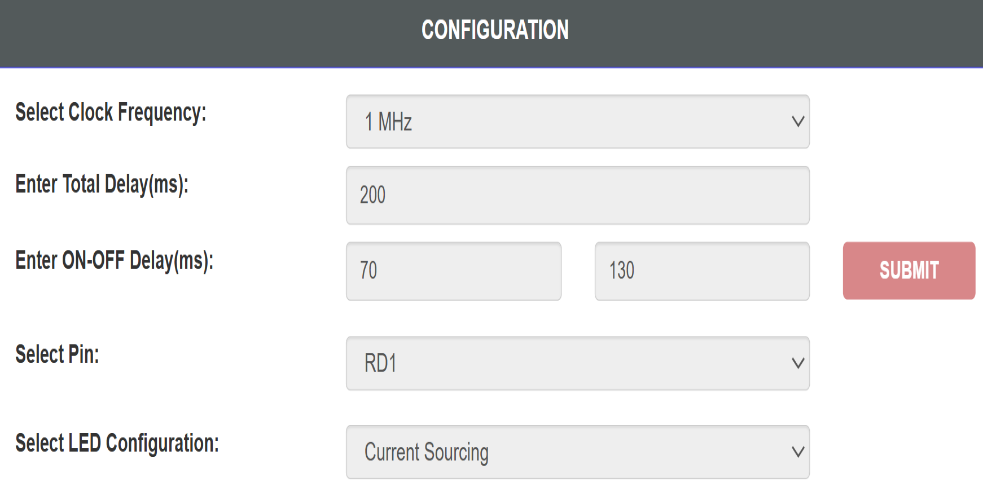 CONFIGURATION
Select Clock Frequency:
1 MHz
Enter Total Delay(ms):
200
Enter ON-OFF Delay(ms):
70
130
SUBMIT
Select Pin:
RD1
Select LED Configuration:
Current Sourcing